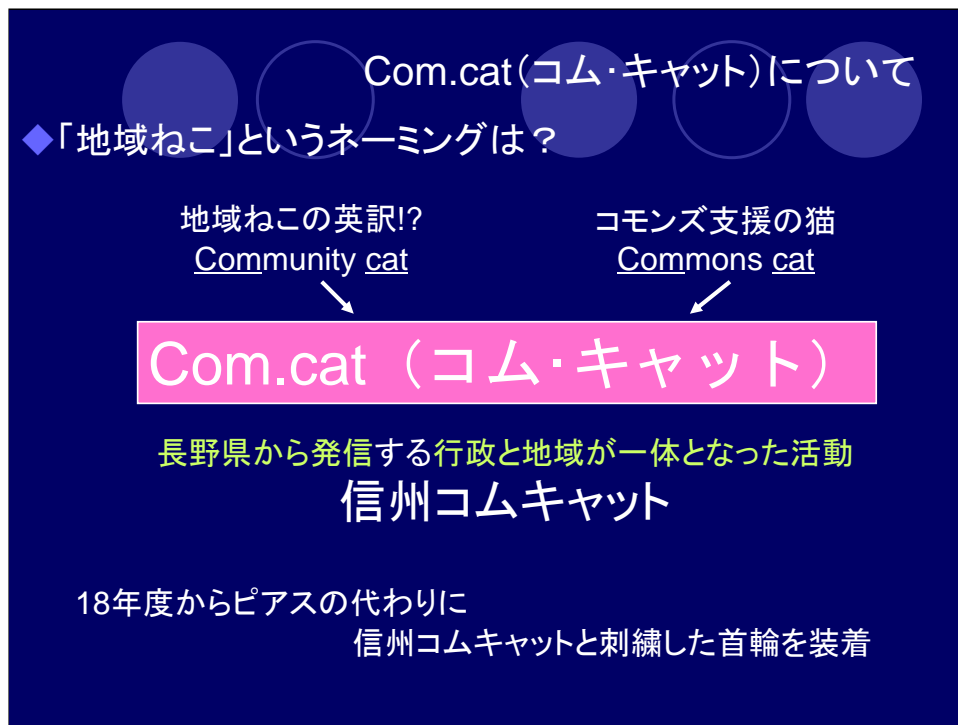 Com.cat(コム・キャット)について
◆「地域ねこ」というネーミングは?
地域ねこの英訳!?
Community cat
コモンズ支援の猫
Commons cat
Com.cat (コム・キャット)
長野県から発信する行政と地域が一体となった活動
信州コムキャット
18年度からピアスの代わりに
信州コムキャットと刺繍した首輪を装着